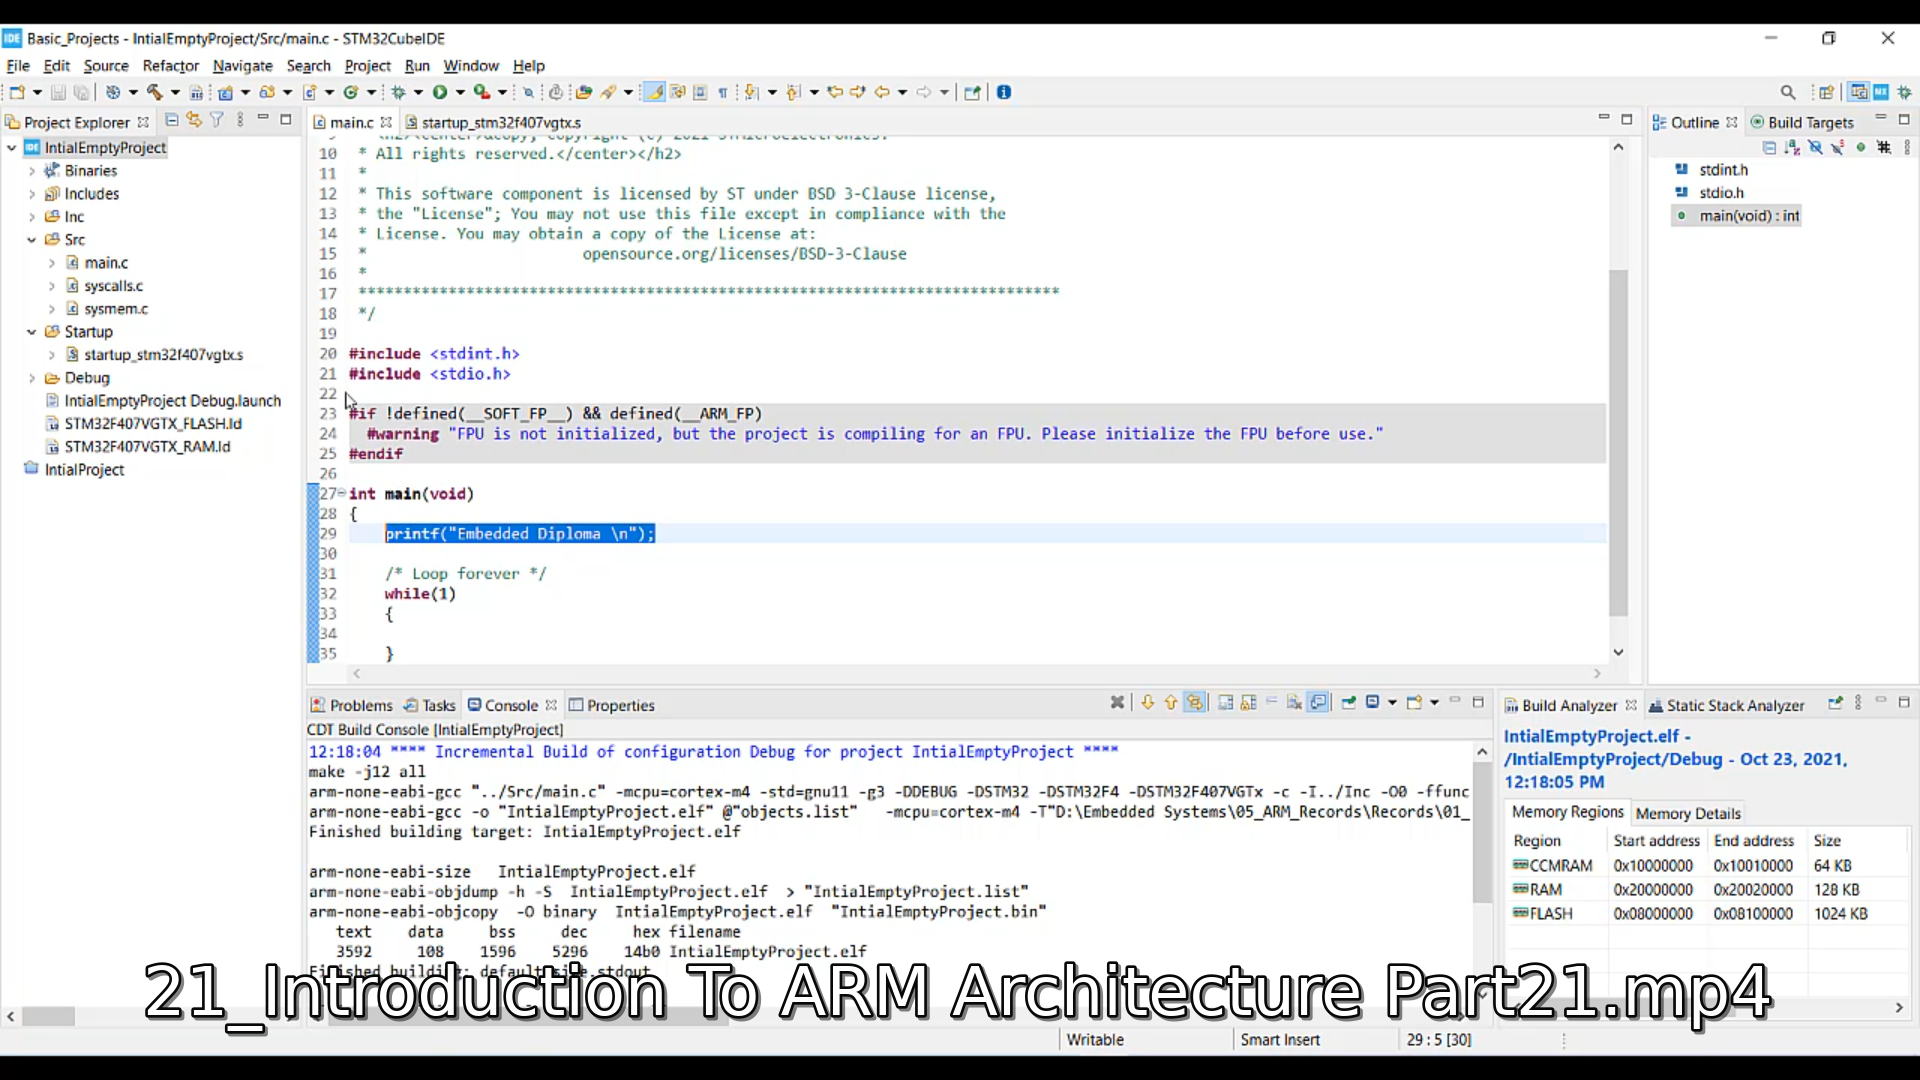 IDE Basic_Projects - IntialEmptyProject/Src/main.c - STM32CubeIDE
File Edit Source Refactor Navigate Search Project Run Window Help
Project Explorer
IDE IntialEmptyProject
Binaries
Includes
Inc
Src
main.c
syscalls.c
sysmem.c
Startup
startup_stm32f407vgtx.s
Debug
IntialEmptyProject Debug.launch
STM32F407VGTX_FLASH.ld
STM32F407VGTX_RAM.ld
IntialProject
main.c startup_stm32f407vgtx.s
10 * All rights reserved.</center></h2>
11 *
12 * This software component is licensed by ST under BSD 3-Clause license,
13 * the "License"; You may not use this file except in compliance with the
14 * License. You may obtain a copy of the License at:
15 * opensource.org/licenses/BSD-3-Clause
16 *
17 ******************************************************************************
18 */
19
20 #include <stdint.h>
21 #include <stdio.h>
22
23 #if !defined(__SOFT_FP__) && defined(__ARM_FP)
24 #warning "FPU is not initialized, but the project is compiling for an FPU. Please initialize the FPU before use."
25 #endif
26
27 int main(void)
28 {
29 printf("Embedded Diploma \n");
30
31 /* Loop forever */
32 while(1)
33 {
34
35 }
Outline Build Targets
stdint.h
stdio.h
main(void) : int
Problems Tasks Console Properties
CDT Build Console [IntialEmptyProject]
12:18:04 **** Incremental Build of configuration Debug for project IntialEmptyProject ****
make -j12 all
arm-none-eabi-gcc "../Src/main.c" -mcpu=cortex-m4 -std=gnu11 -g3 -DDEBUG -DSTM32 -DSTM32F4 -DSTM32F407VGTx -c -I../Inc -O0 -ffunc
arm-none-eabi-gcc -o "IntialEmptyProject.elf" @"objects.list" -mcpu=cortex-m4 -T"D:\Embedded Systems\05_ARM_Records\Records\01_
Finished building target: IntialEmptyProject.elf
arm-none-eabi-size IntialEmptyProject.elf
arm-none-eabi-objdump -h -S IntialEmptyProject.elf > "IntialEmptyProject.list"
arm-none-eabi-objcopy -O binary IntialEmptyProject.elf "IntialEmptyProject.bin"
text data bss dec hex filename
3592 108 1596 5296 14b0 IntialEmptyProject.elf
Finished building: default.size.stdout
Build Analyzer Static Stack Analyzer
IntialEmptyProject.elf -
/IntialEmptyProject/Debug - Oct 23, 2021,
12:18:05 PM
Memory Regions Memory Details
Region Start address End address Size
CCMRAM 0x10000000 0x10010000 64 KB
RAM 0x20000000 0x20020000 128 KB
FLASH 0x08000000 0x08100000 1024 KB
21_Introduction To ARM Architecture Part21.mp4
Writable Smart Insert 29 : 5 [30]